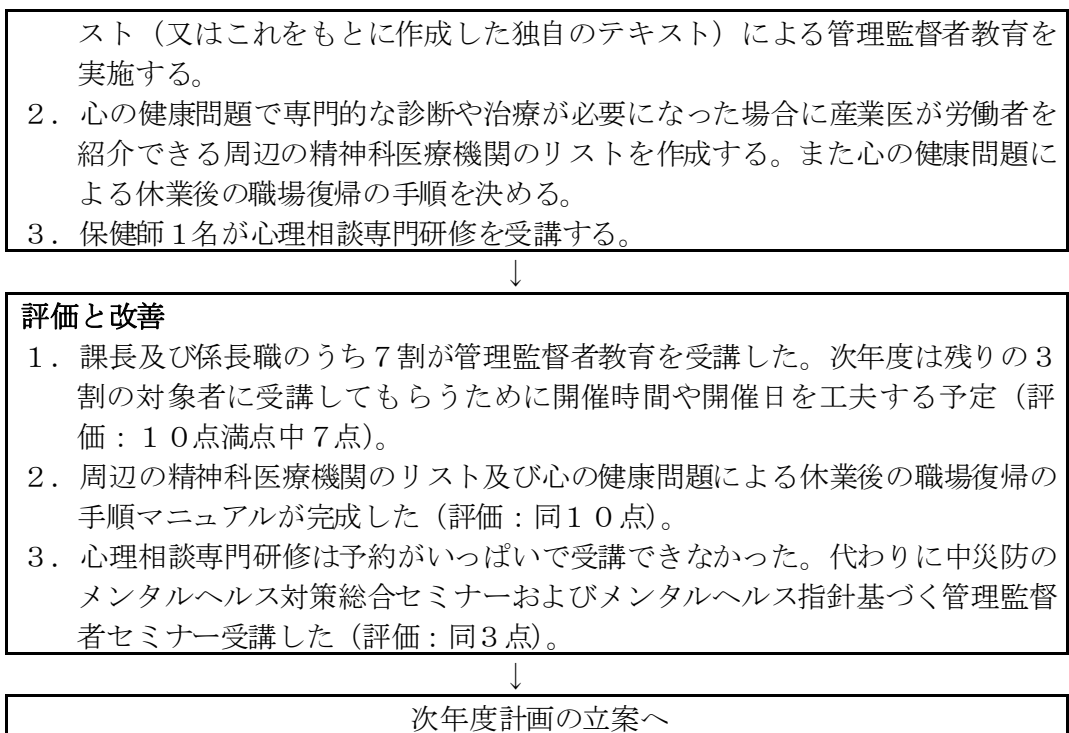 スト（又はこれをもとに作成した独自のテキスト）による管理監督者教育を
実施する。
２．心の健康問題で専門的な診断や治療が必要になった場合に産業医が労働者を
紹介できる周辺の精神科医療機関のリストを作成する。また心の健康問題に
よる休業後の職場復帰の手順を決める。
３．保健師１名が心理相談専門研修を受講する。
↓
評価と改善
１．課長及び係長職のうち７割が管理監督者教育を受講した。次年度は残りの３
割の対象者に受講してもらうために開催時間や開催日を工夫する予定（評
価：１０点満点中７点）。
２．周辺の精神科医療機関のリスト及び心の健康問題による休業後の職場復帰の
手順マニュアルが完成した（評価：同１０点）。
３．心理相談専門研修は予約がいっぱいで受講できなかった。代わりに中災防の
メンタルヘルス対策総合セミナーおよびメンタルヘルス指針基づく管理監督
者セミナー受講した（評価：同３点）。
↓
次年度計画の立案へ